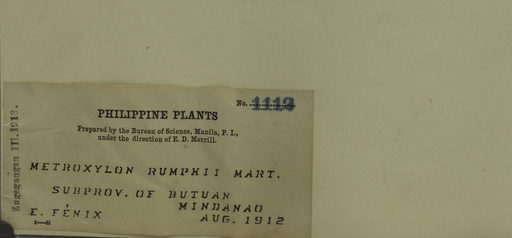 No. 1113
PHILIPPINE PLANTS
Prepared by the Bureau of Science, Manila, P. I.,
under the direction of E. D. Merrill.
METROXYLON RUMPHII MART.
SUBPROV. OF BUTUAN
MINDANAO
E. FÉNIX AUG. 1912
Zugegangen III.1913.